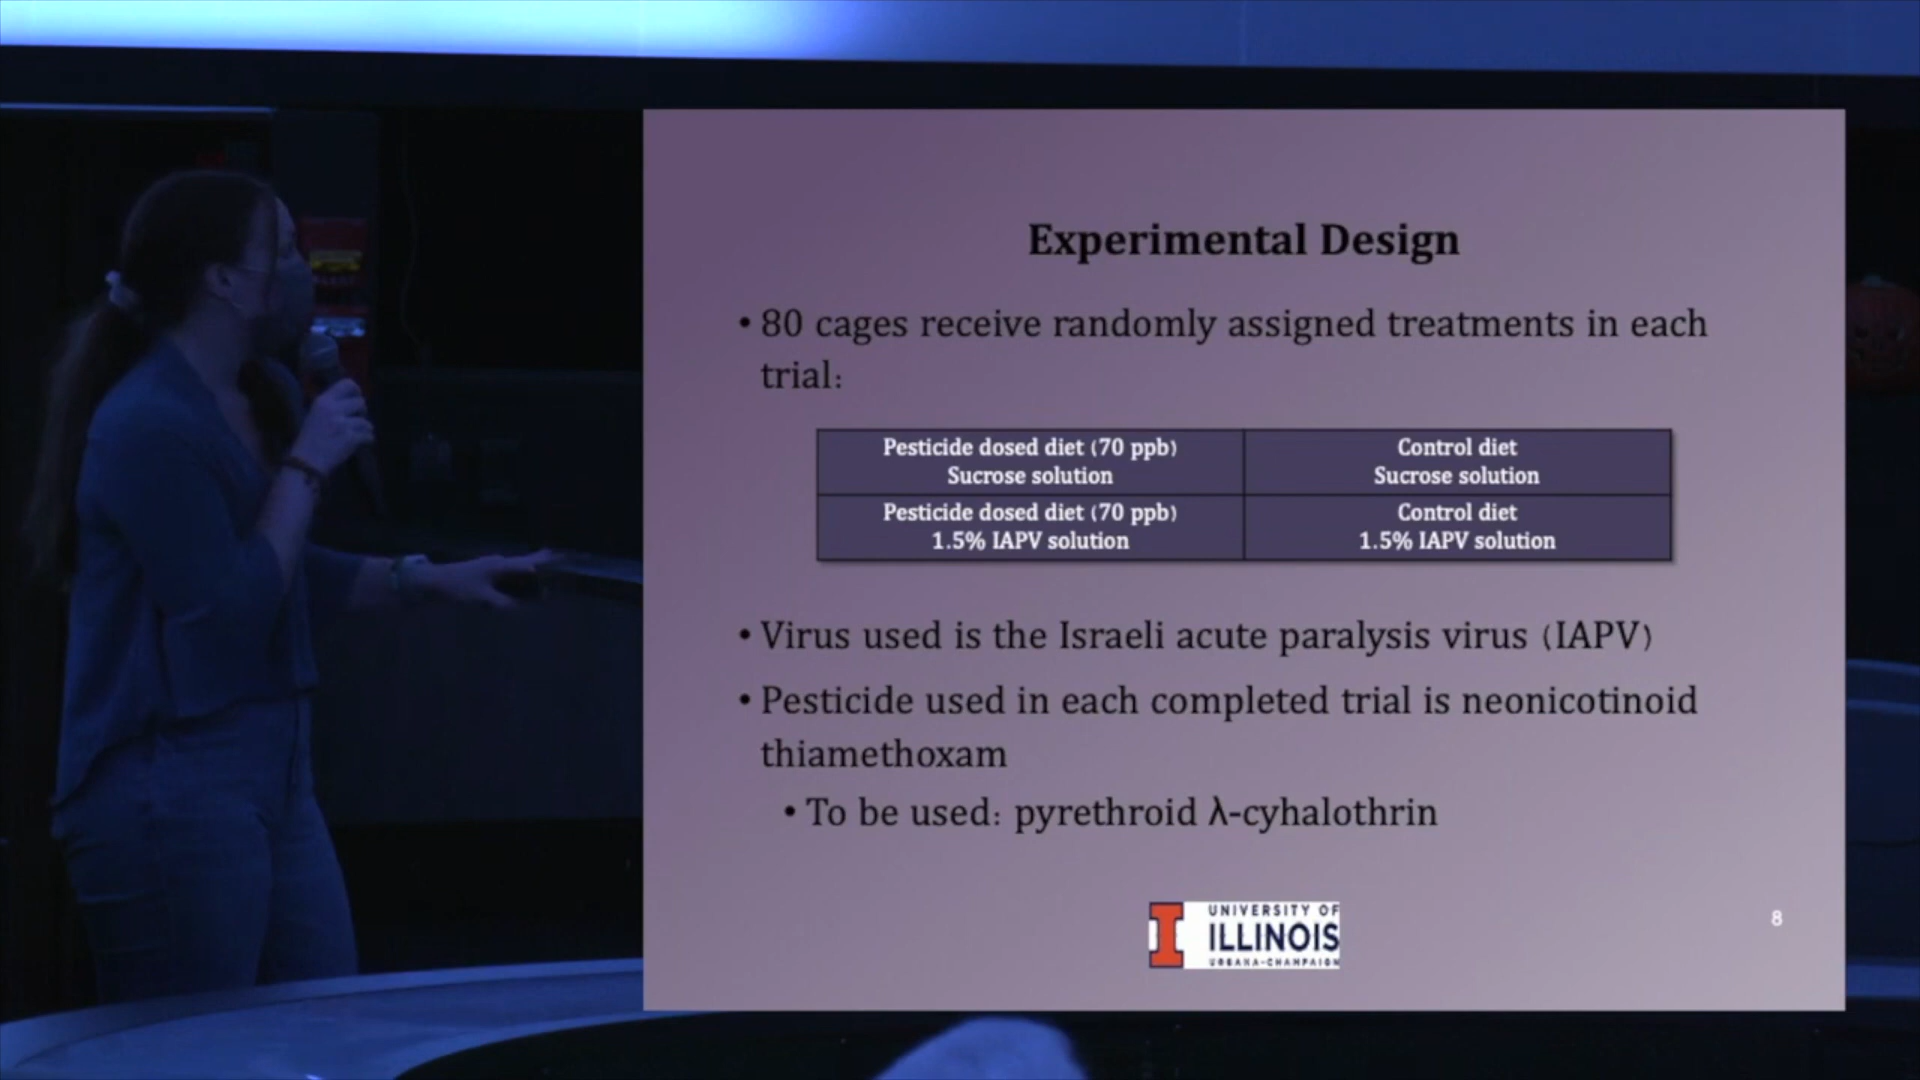 Experimental Design
• 80 cages receive randomly assigned treatments in each
trial:
Pesticide dosed diet (70 ppb)
Sucrose solution
Control diet
Sucrose solution
Pesticide dosed diet (70 ppb)
1.5% IAPV solution
Control diet
1.5% IAPV solution
• Virus used is the Israeli acute paralysis virus (IAPV)
• Pesticide used in each completed trial is neonicotinoid
thiamethoxam
• To be used: pyrethroid λ-cyhalothrin
UNIVERSITY OF
ILLINOIS
URBANA-CHAMPAIGN
8